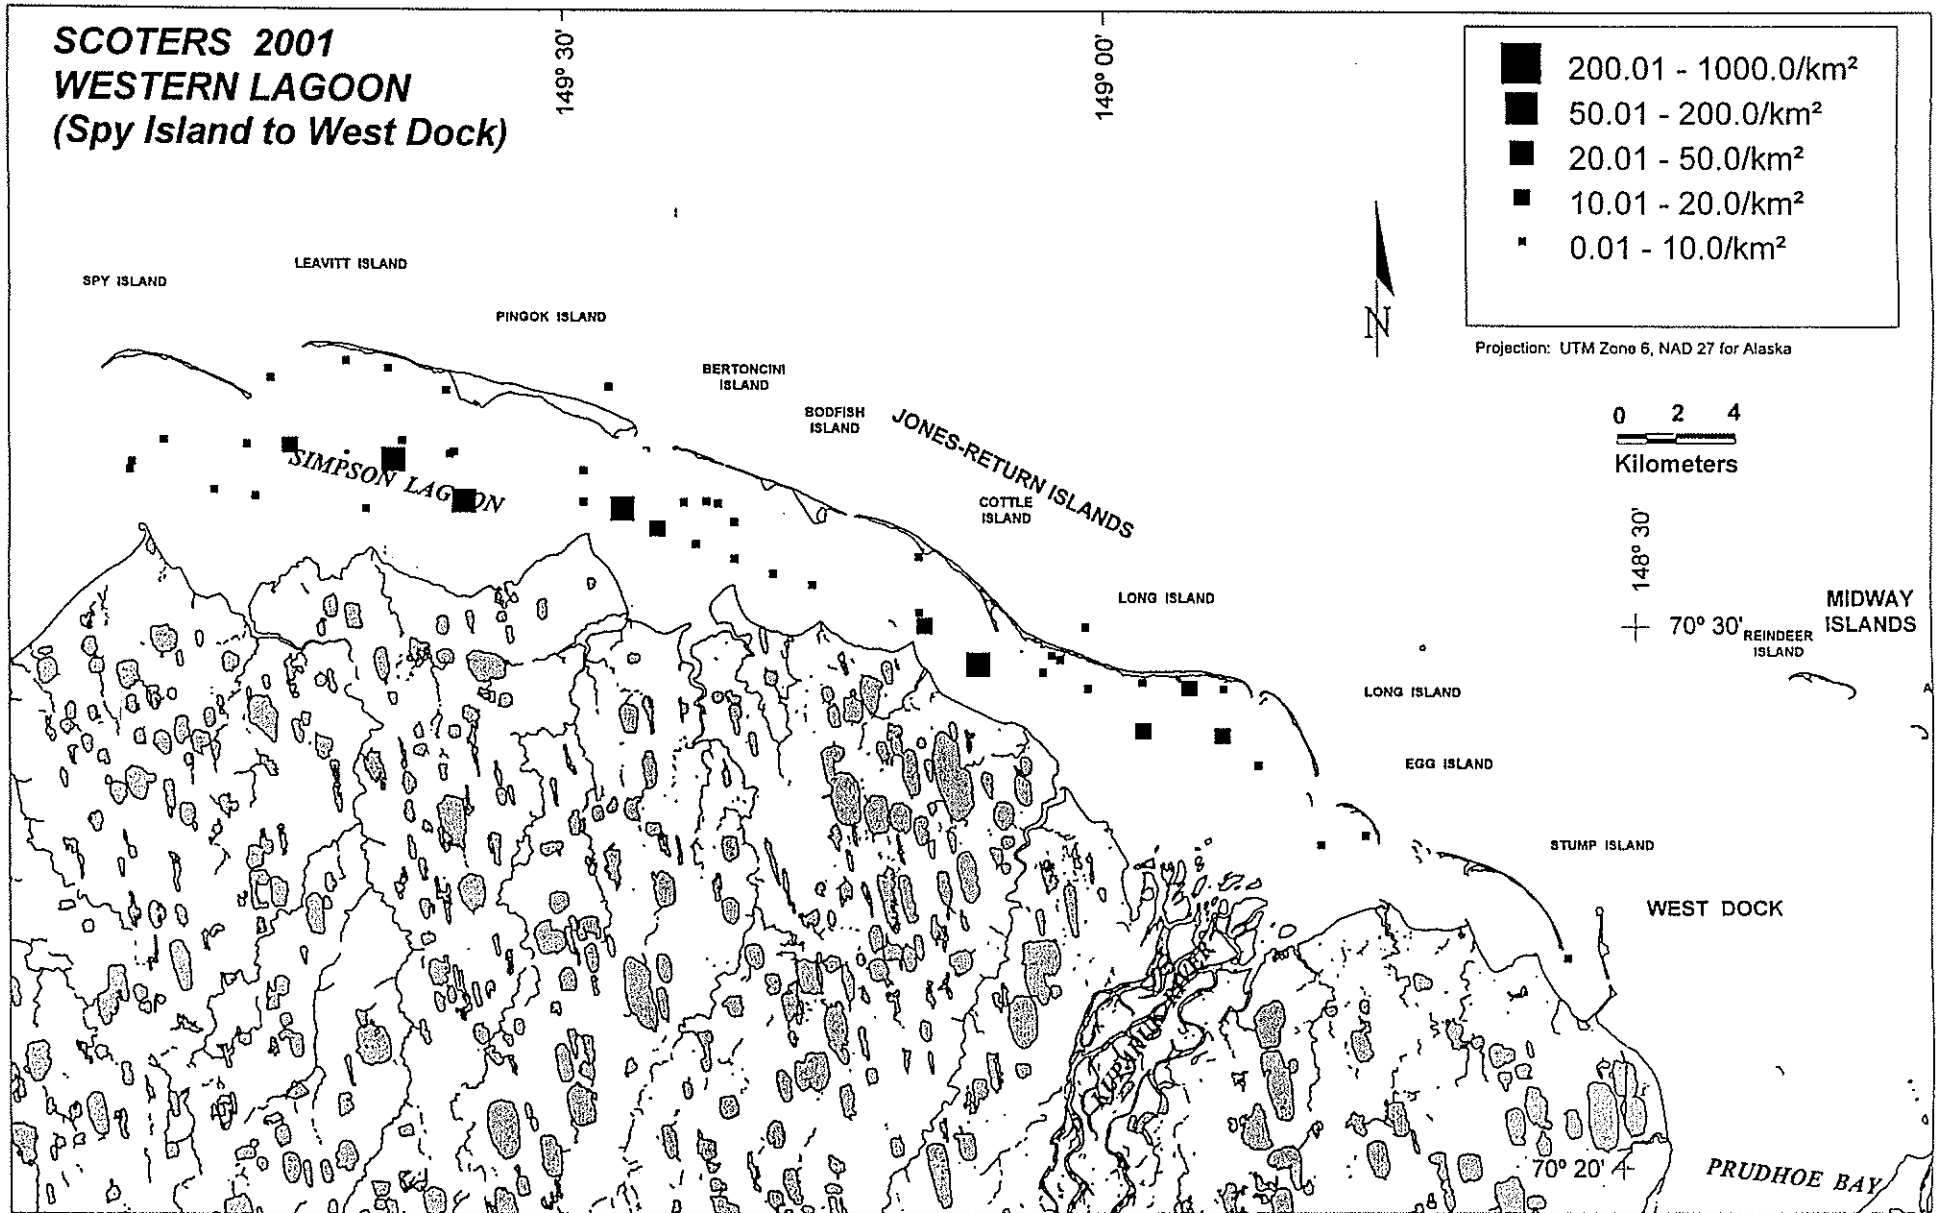 SCOTERS 2001
WESTERN LAGOON
(Spy Island to West Dock)
149° 30'
149° 00'
200.01 - 1000.0/km²
50.01 - 200.0/km²
20.01 - 50.0/km²
10.01 - 20.0/km²
0.01 - 10.0/km²
N
Projection: UTM Zone 6, NAD 27 for Alaska
0 2 4
Kilometers
SPY ISLAND
LEAVITT ISLAND
PINGOK ISLAND
BERTONCINI
ISLAND
BODFISH
ISLAND
JONES-RETURN ISLANDS
COTTLE
ISLAND
SIMPSON LAGOON
LONG ISLAND
148° 30'
70° 30'
MIDWAY
ISLANDS
REINDEER
ISLAND
LONG ISLAND
A
EGG ISLAND
STUMP ISLAND
WEST DOCK
KUPARUK RIVER
70° 20'
PRUDHOE BAY